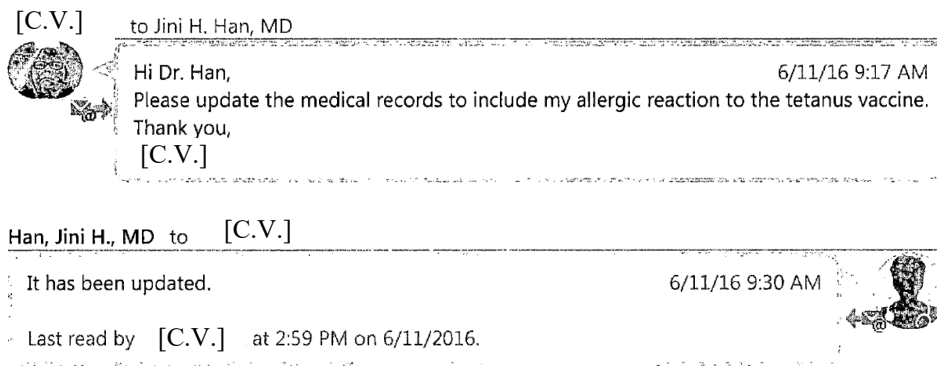 [C.V.] to Jini H. Han, MD
Hi Dr. Han, 6/11/16 9:17 AM
Please update the medical records to include my allergic reaction to the tetanus vaccine.
Thank you,
[C.V.]
Han, Jini H., MD to [C.V.]
It has been updated. 6/11/16 9:30 AM
Last read by [C.V.] at 2:59 PM on 6/11/2016.